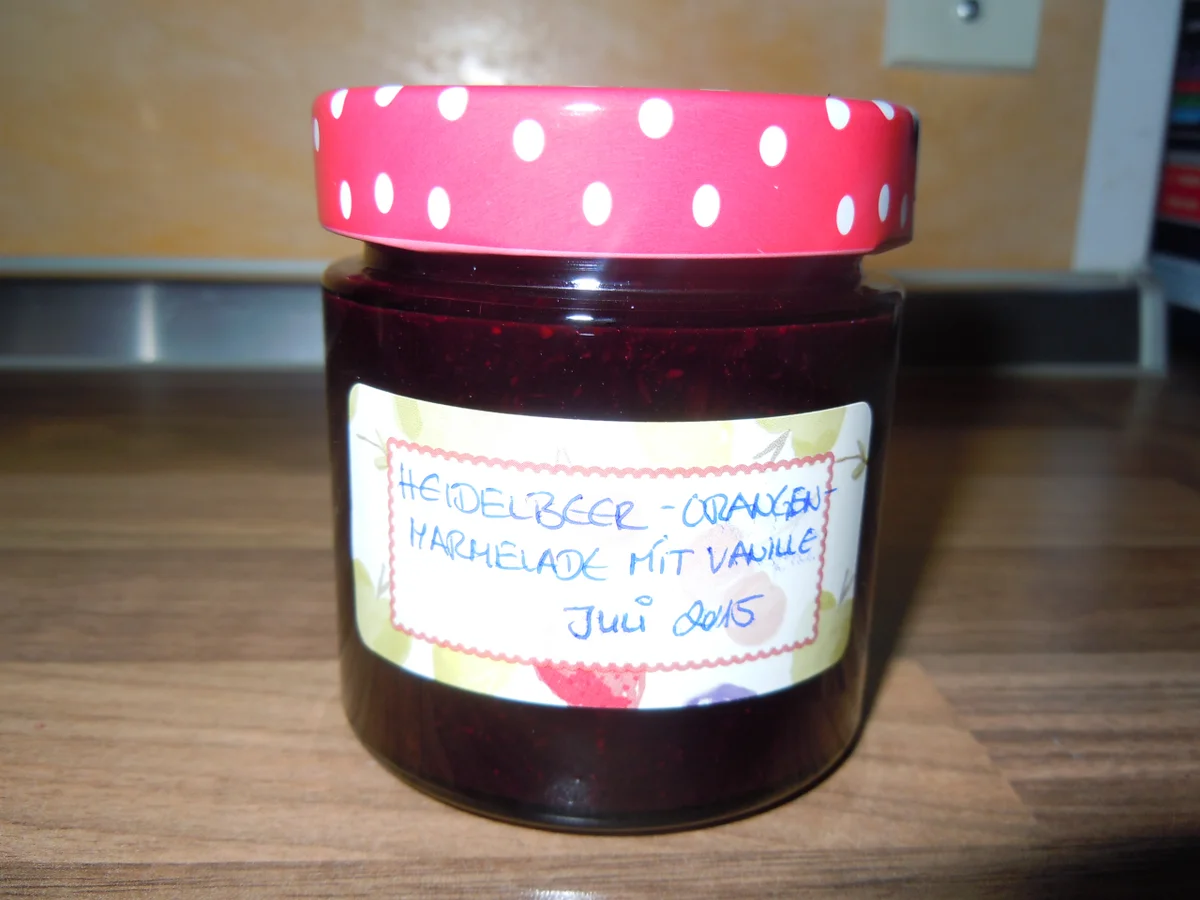 HEIDELBEER-ORANGEN-
MARMELADE MIT VANILLE
Juli 2015